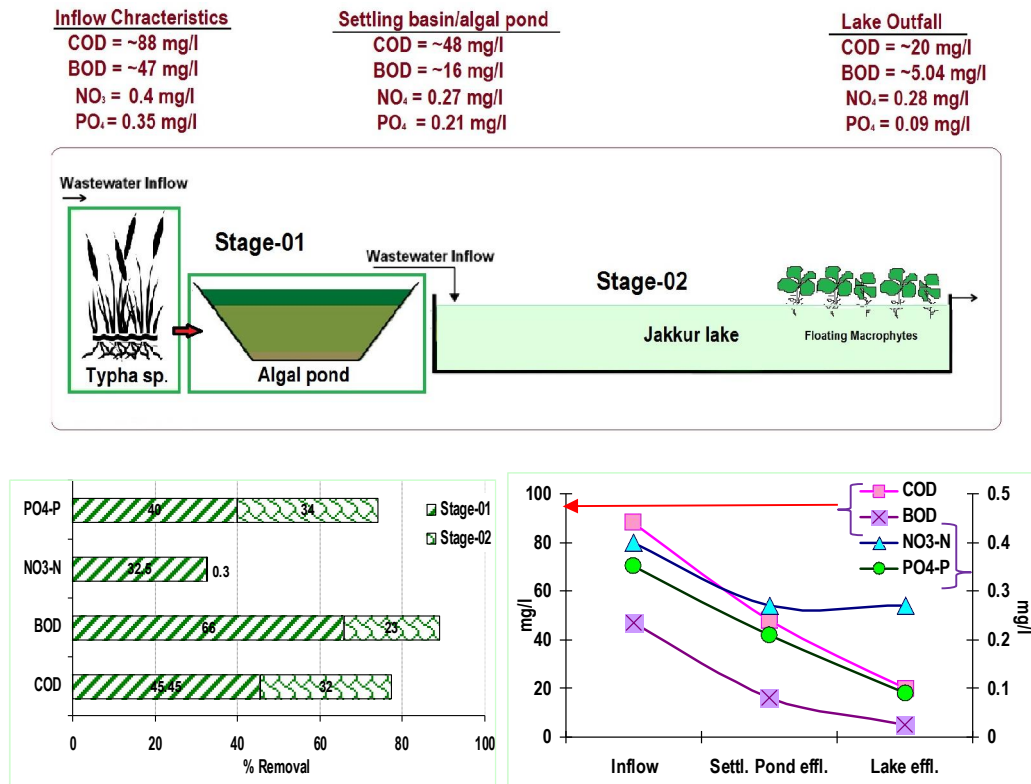 Inflow Chracteristics
COD = ~88 mg/l
BOD = ~47 mg/l
NO₃ = 0.4 mg/l
PO₄ = 0.35 mg/l
Settling basin/algal pond
COD = ~48 mg/l
BOD = ~16 mg/l
NO₄ = 0.27 mg/l
PO₄ = 0.21 mg/l
Lake Outfall
COD = ~20 mg/l
BOD = ~5.04 mg/l
NO₄ = 0.28 mg/l
PO₄ = 0.09 mg/l
Wastewater Inflow
Stage-01
Wastewater Inflow
Stage-02
Typha sp.
Algal pond
Jakkur lake
Floating Macrophytes
PO4-P
40
34
NO3-N
32.5
0.3
BOD
66
23
COD
45.45
32
0
20
40
60
80
100
% Removal
Stage-01
Stage-02
mg/l
100
80
60
40
20
0
COD
BOD
NO3-N
PO4-P
0.5
0.4
0.3
0.2
0.1
0
mg/l
Inflow
Settl. Pond effl.
Lake effl.